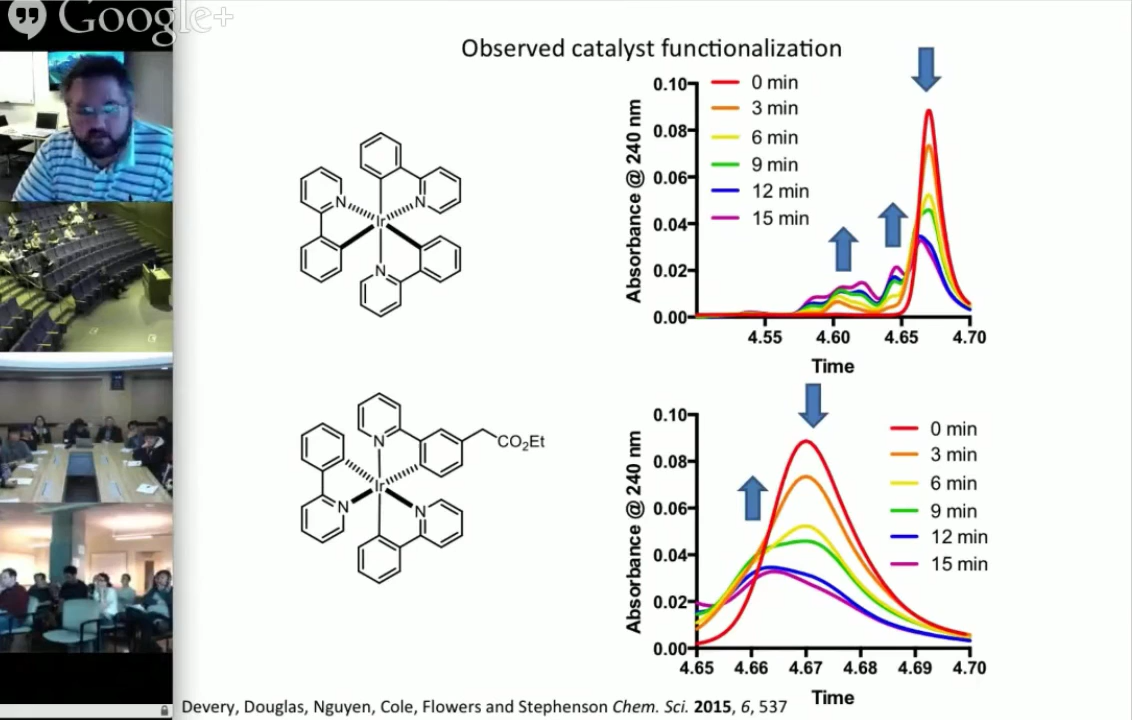 Google+
Observed catalyst functionalization
Ir
N
N
N
Absorbance @ 240 nm
0.10
0.08
0.06
0.04
0.02
0.00
0 min
3 min
6 min
9 min
12 min
15 min
4.55 4.60 4.65 4.70
Time
Ir
N
N
N
CO₂Et
Absorbance @ 240 nm
0.10
0.08
0.06
0.04
0.02
0.00
0 min
3 min
6 min
9 min
12 min
15 min
4.65 4.66 4.67 4.68 4.69 4.70
Time
Devery, Douglas, Nguyen, Cole, Flowers and Stephenson Chem. Sci. 2015, 6, 537